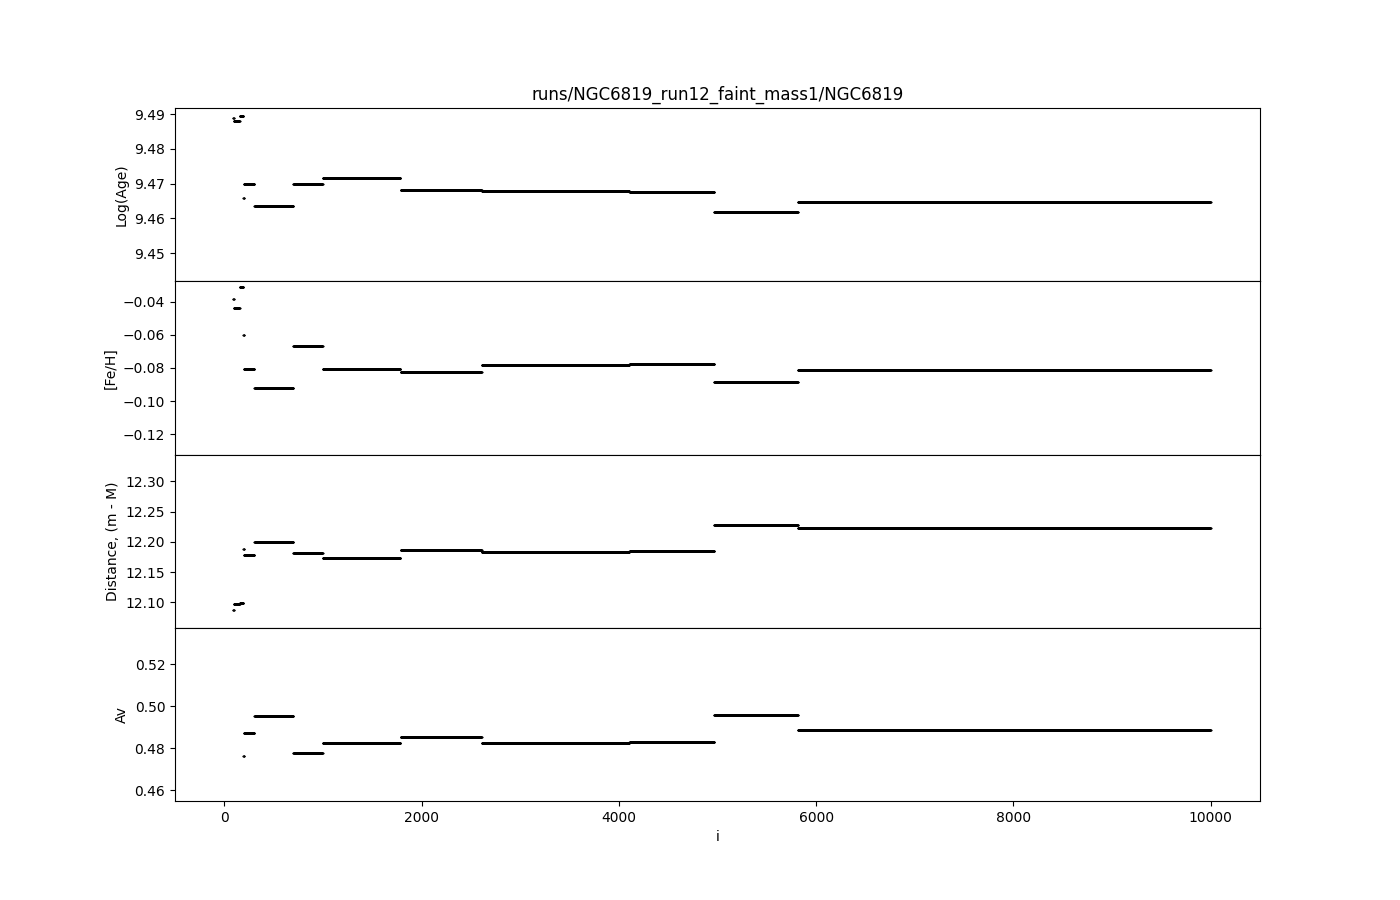 runs/NGC6819_run12_faint_mass1/NGC6819
9.49
9.48
9.47
9.46
9.45
Log(Age)
−0.04
−0.06
−0.08
−0.10
−0.12
[Fe/H]
12.30
12.25
12.20
12.15
12.10
Distance, (m - M)
0.52
0.50
0.48
0.46
Av
0 2000 4000 6000 8000 10000
i